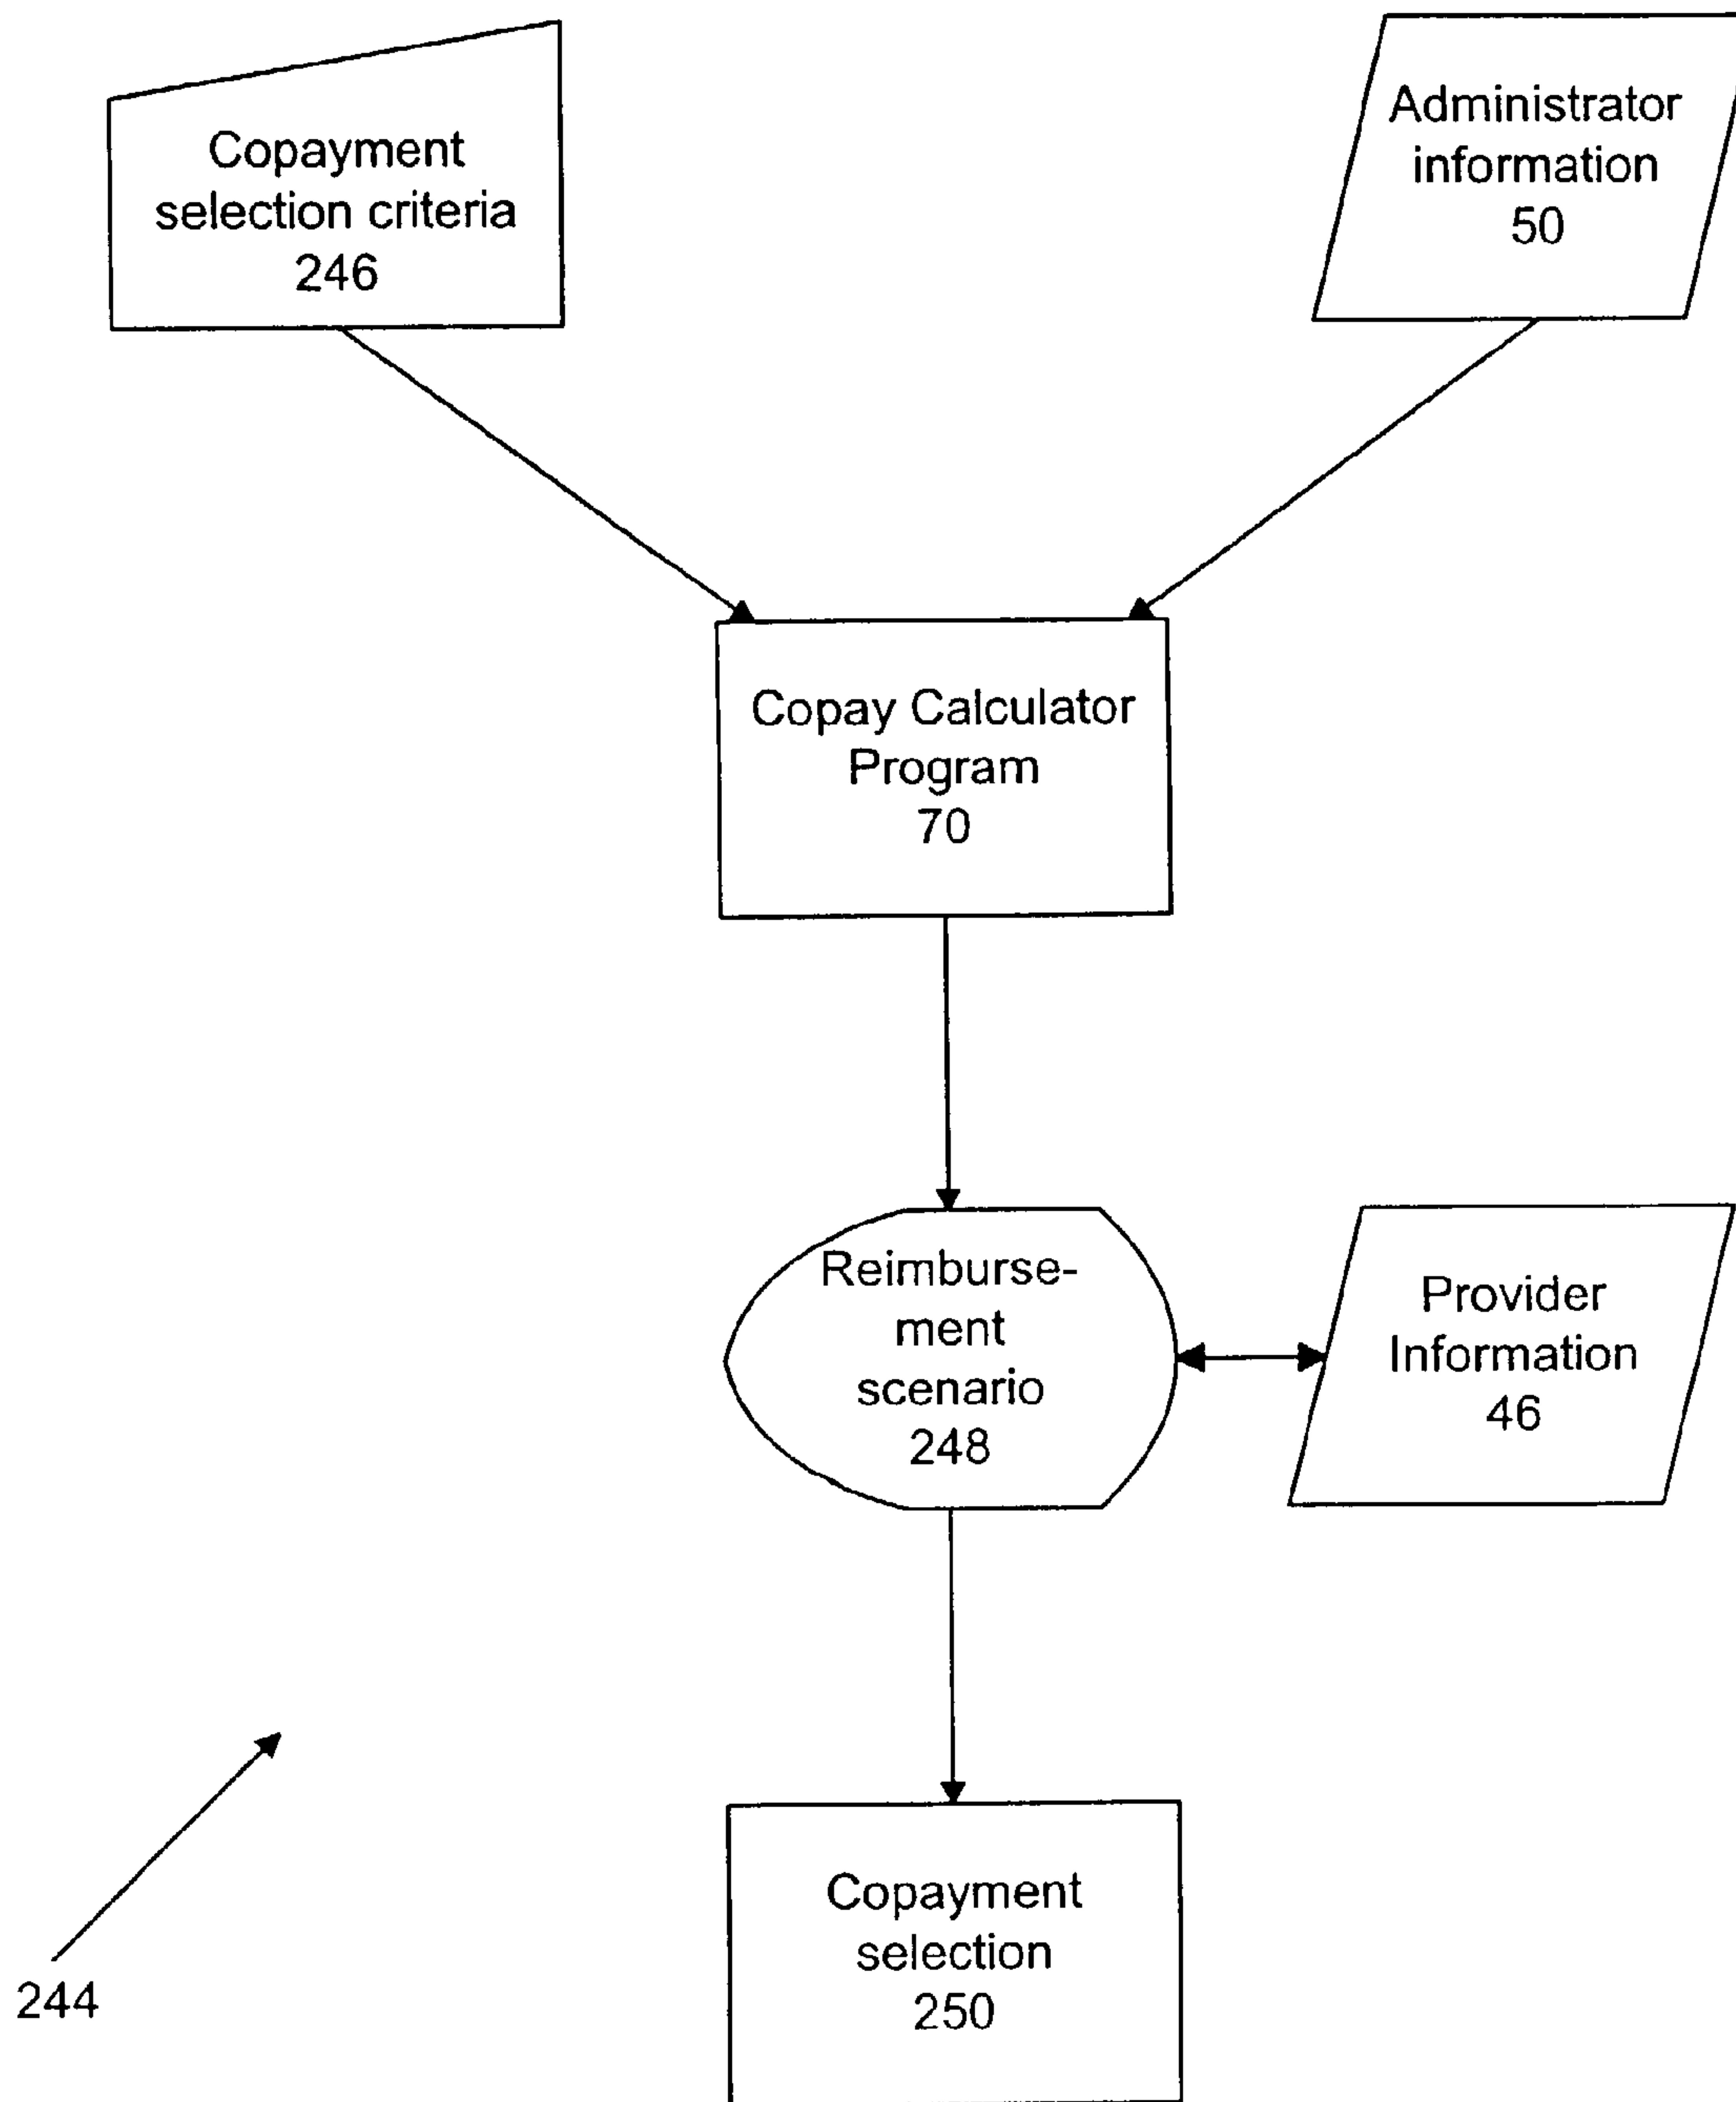 Copayment
selection criteria
246
Administrator
information
50
Copay Calculator
Program
70
Reimburse-
ment
scenario
248
Provider
Information
46
Copayment
selection
250
244